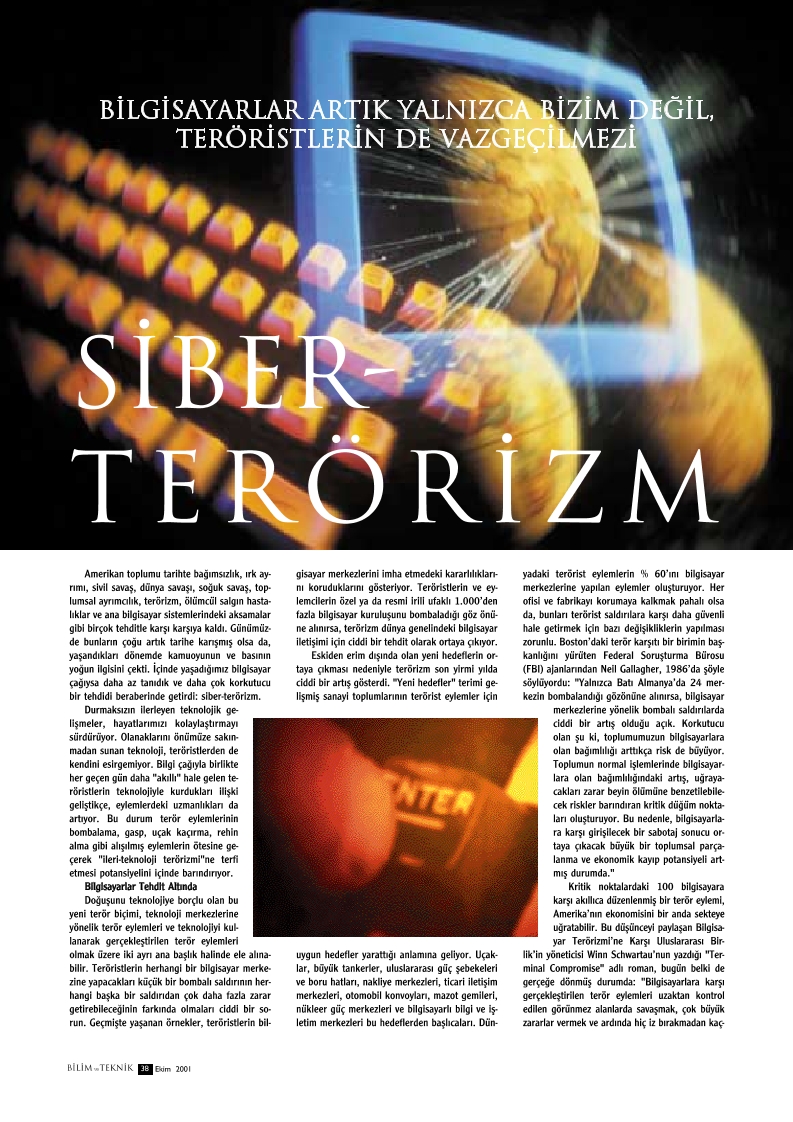 BİLGİSAYARLAR ARTIK YALNIZCA BİZİM DEĞİL,
TERÖRİSTLERİN DE VAZGEÇİLMEZİ
SİBER-
TERÖRİZM
Amerikan toplumu tarihte bağımsızlık, ırk ay-
rımı, sivil savaş, dünya savaşı, soğuk savaş, top-
lumsal ayrımcılık, terörizm, ölümcül salgın hasta-
lıklar ve ana bilgisayar sistemlerindeki aksamalar
gibi birçok tehditle karşı karşıya kaldı. Günümüz-
de bunların çoğu artık tarihe karışmış olsa da,
yaşandıkları dönemde kamuoyunun ve basının
yoğun ilgisini çekti. İçinde yaşadığımız bilgisayar
çağıysa daha az tanıdık ve daha çok korkutucu
bir tehdidi beraberinde getirdi: siber-terörizm.
Durmaksızın ilerleyen teknolojik ge-
lişmeler, hayatlarımızı kolaylaştırmayı
sürdürüyor. Olanaklarını önümüze sakın-
madan sunan teknoloji, teröristlerden de
kendini esirgemiyor. Bilgi çağıyla birlikte
her geçen gün daha "akıllı" hale gelen te-
röristlerin teknolojiyle kurdukları ilişki
geliştikçe, eylemlerdeki uzmanlıkları da
artıyor. Bu durum terör eylemlerinin
bombalama, gasp, uçak kaçırma, rehin
alma gibi alışılmış eylemlerin ötesine ge-
çerek "ileri-teknoloji terörizmi"ne terfi
etmesi potansiyelini içinde barındırıyor.
Bilgisayarlar Tehdit Altında
Doğuşunu teknolojiye borçlu olan bu
yeni terör biçimi, teknoloji merkezlerine
yönelik terör eylemleri ve teknolojiyi kul-
lanarak gerçekleştirilen terör eylemleri
olmak üzere iki ayrı ana başlık halinde ele alına-
bilir. Teröristlerin herhangi bir bilgisayar merke-
zine yapacakları küçük bir bombalı saldırının her-
hangi başka bir saldırıdan çok daha fazla zarar
getirebileceğinin farkında olmaları ciddi bir so-
run. Geçmişte yaşanan örnekler, teröristlerin bil-
gisayar merkezlerini imha etmedeki kararlılıkları-
nı koruduklarını gösteriyor. Teröristlerin ve ey-
lemcilerin özel ya da resmi irili ufaklı 1.000'den
fazla bilgisayar kuruluşunu bombaladığı göz önü-
ne alınırsa, terörizm dünya genelindeki bilgisayar
iletişimi için ciddi bir tehdit olarak ortaya çıkıyor.
Eskiden erim dışında olan yeni hedeflerin or-
taya çıkması nedeniyle terörizm son yirmi yılda
ciddi bir artış gösterdi. "Yeni hedefler" terimi ge-
lişmiş sanayi toplumlarının terörist eylemler için
ENTER
uygun hedefler yarattığı anlamına geliyor. Uçak-
lar, büyük tankerler, uluslararası güç şebekeleri
ve boru hatları, nakliye merkezleri, ticari iletişim
merkezleri, otomobil konvoyları, mazot gemileri,
nükleer güç merkezleri ve bilgisayarlı bilgi ve iş-
letim merkezleri bu hedeflerden başlıcaları. Dün-
yadaki terörist eylemlerin % 60'ını bilgisayar
merkezlerine yapılan eylemler oluşturuyor. Her
ofisi ve fabrikayı korumaya kalkmak pahalı olsa
da, bunları terörist saldırılara karşı daha güvenli
hale getirmek için bazı değişikliklerin yapılması
zorunlu. Boston'daki terör karşıtı bir birimin baş-
kanlığını yürüten Federal Soruşturma Bürosu
(FBI) ajanlarından Neil Gallagher, 1986'da şöyle
söylüyordu: "Yalnızca Batı Almanya'da 24 mer-
kezin bombalandığı gözönüne alınırsa, bilgisayar
merkezlerine yönelik bombalı saldırılarda
ciddi bir artış olduğu açık. Korkutucu
olan şu ki, toplumumuzun bilgisayarlara
olan bağımlılığı arttıkça risk de büyüyor.
Toplumun normal işlemlerinde bilgisayar-
lara olan bağımlılığındaki artış, uğraya-
cakları zarar beyin ölümüne benzetilebile-
cek riskler barındıran kritik düğüm nokta-
ları oluşturuyor. Bu nedenle, bilgisayarla-
ra karşı girişilecek bir sabotaj sonucu or-
taya çıkacak büyük bir toplumsal parça-
lanma ve ekonomik kayıp potansiyeli art-
mış durumda."
Kritik noktalardaki 100 bilgisayara
karşı akıllıca düzenlenmiş bir terör eylemi,
Amerika'nın ekonomisini bir anda sekteye
uğratabilir. Bu düşünceyi paylaşan Bilgisa-
yar Terörizmi'ne Karşı Uluslararası Bir-
lik'in yöneticisi Winn Schwartau'nun yazdığı "Ter-
minal Compromise" adlı roman, bugün belki de
gerçeğe dönmüş durumda: "Bilgisayarlara karşı
gerçekleştirilen terör eylemleri uzaktan kontrol
edilen görünmez alanlarda savaşmak, çok büyük
zararlar vermek ve ardında hiç iz bırakmadan kaç-
BİLİM ve TEKNİK 38 Ekim 2001